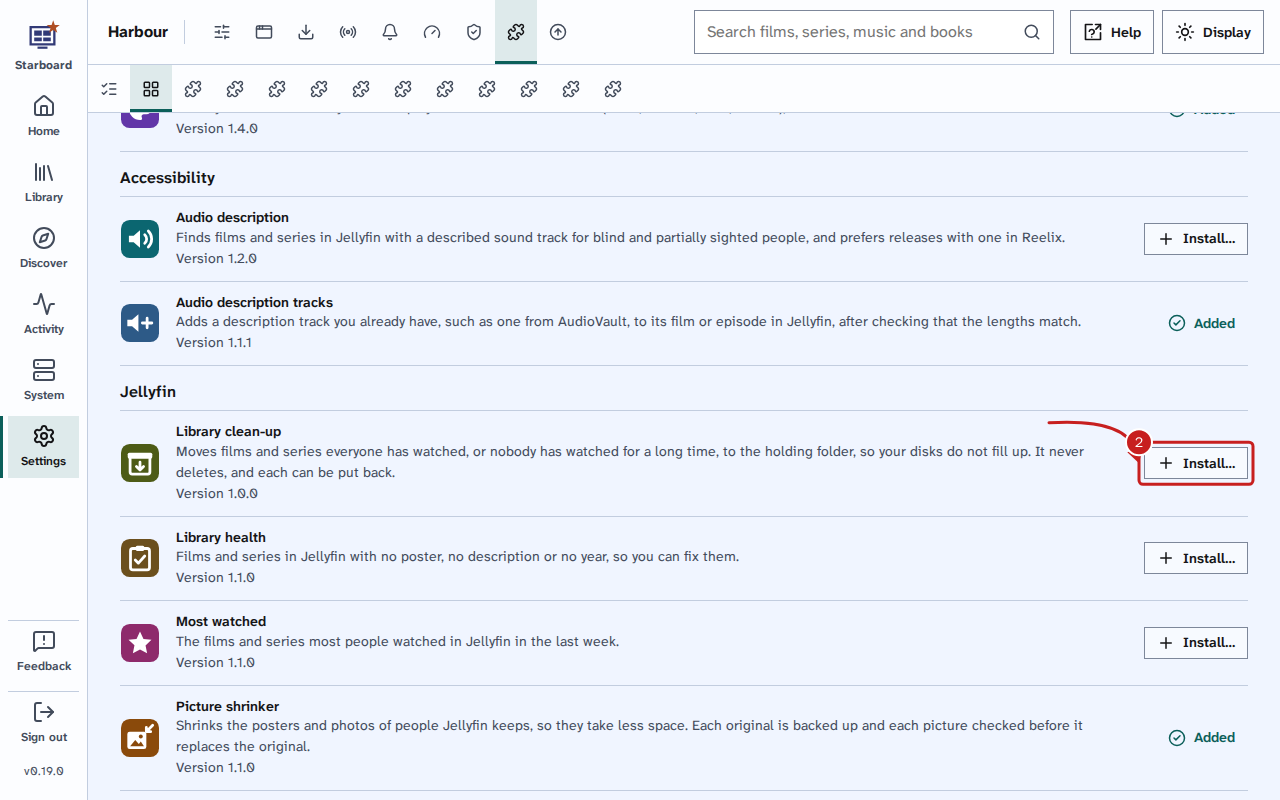 Starboard
Harbour
Search films, series, music and books
Help
Display
Home
Library
Discover
Activity
System
Settings
Feedback
Sign out
v0.19.0
Version 1.4.0
Accessibility
Audio description
Finds films and series in Jellyfin with a described sound track for blind and partially sighted people, and prefers releases with one in Reelix.
Version 1.2.0
Install...
Audio description tracks
Adds a description track you already have, such as one from AudioVault, to its film or episode in Jellyfin, after checking that the lengths match.
Version 1.1.1
Added
Jellyfin
Library clean-up
Moves films and series everyone has watched, or nobody has watched for a long time, to the holding folder, so your disks do not fill up. It never
deletes, and each can be put back.
Version 1.0.0
2
Install...
Library health
Films and series in Jellyfin with no poster, no description or no year, so you can fix them.
Version 1.1.0
Install...
Most watched
The films and series most people watched in Jellyfin in the last week.
Version 1.1.0
Install...
Picture shrinker
Shrinks the posters and photos of people Jellyfin keeps, so they take less space. Each original is backed up and each picture checked before it
replaces the original.
Version 1.1.0
Added